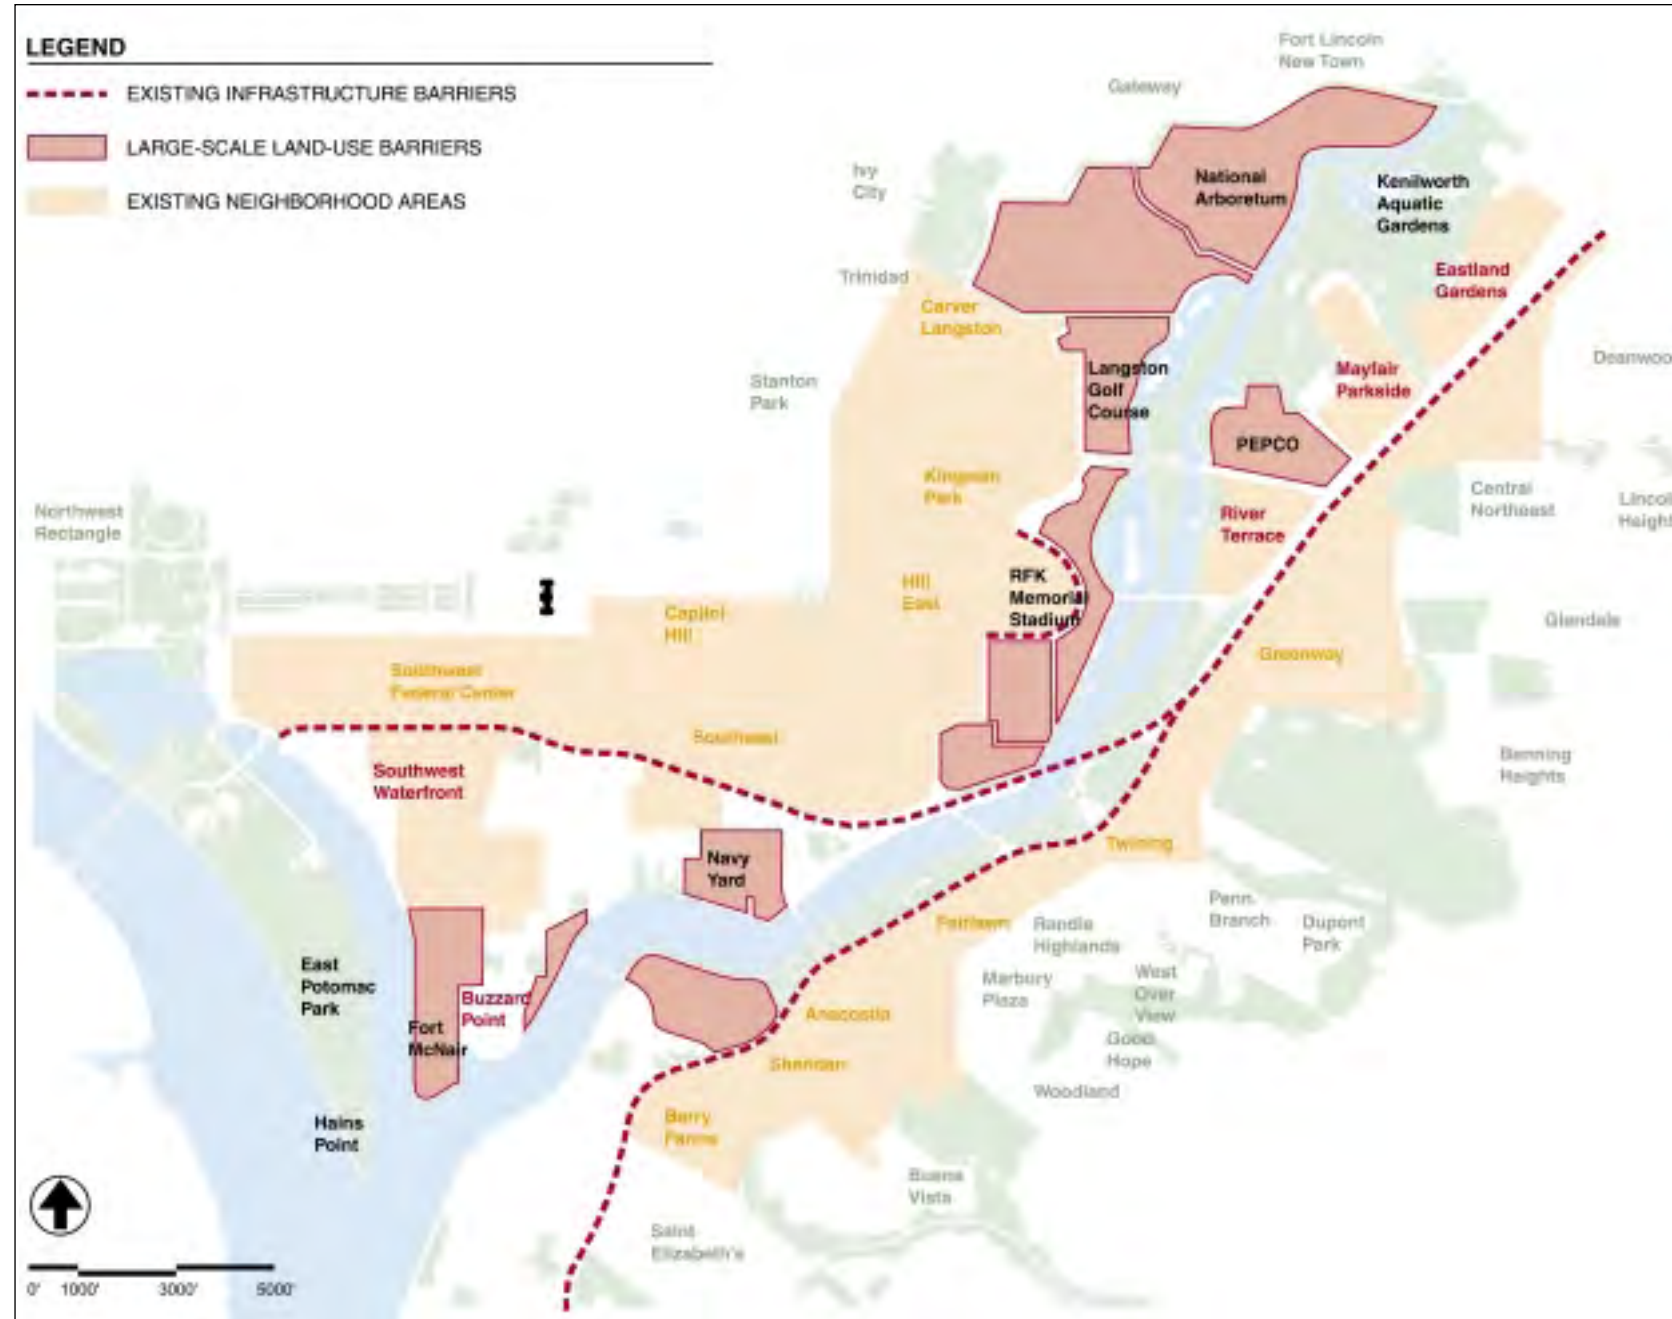 LEGEND
EXISTING INFRASTRUCTURE BARRIERS
LARGE-SCALE LAND-USE BARRIERS
EXISTING NEIGHBORHOOD AREAS
Fort Lincoln
New Town
Gateway
Ivy
City
National
Arboretum
Kenilworth
Aquatic
Gardens
Trinidad
Eastland
Gardens
Carver
Langston
Deanwoo
Stanton
Park
Langston
Golf
Course
Mayfair
Parkside
PEPCO
Kingman
Park
Central
Northeast
Lincol
Height
Northwest
Rectangle
River
Terrace
RFK
Memorial
Stadium
Hill
East
Capitol
Hill
Glendale
Greenway
Southwest
Federal Center
Southeast
Southwest
Waterfront
Benning
Heights
Navy
Yard
Twining
Penn.
Branch
Dupont
Park
Fairlawn
Randle
Highlands
East
Potomac
Park
Marbury
Plaza
West
Over
View
Buzzard
Point
Fort
McNair
Anacostia
Good
Hope
Sheridan
Woodland
Hains
Point
Barry
Farms
Buena
Vista
Saint
Elizabeth's
0' 1000' 3000' 5000'